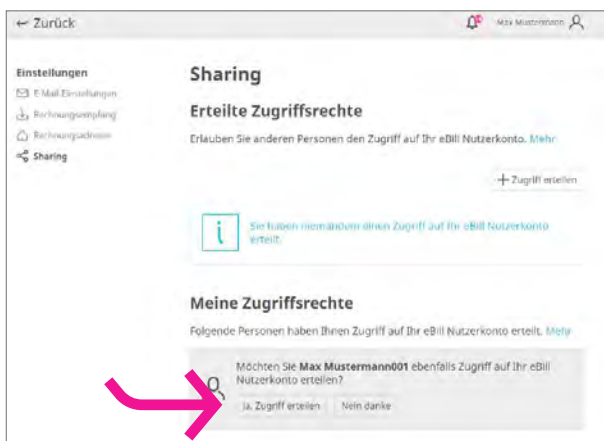 ← Zurück
Max Mustermann
Einstellungen
E-Mail-Einstellungen
Rechnungsempfang
Rechnungsadresse
Sharing
Sharing
Erteilte Zugriffsrechte
Erlauben Sie anderen Personen den Zugriff auf Ihr eBill Nutzerkonto. Mehr
+ Zugriff erteilen
i
Sie haben niemandem einen Zugriff auf Ihr eBill Nutzerkonto
erteilt.
Meine Zugriffsrechte
Folgende Personen haben Ihnen Zugriff auf Ihr eBill Nutzerkonto erteilt. Mehr
Möchten Sie Max Mustermann001 ebenfalls Zugriff auf Ihr eBill
Nutzerkonto erteilen?
Ja, Zugriff erteilen Nein danke